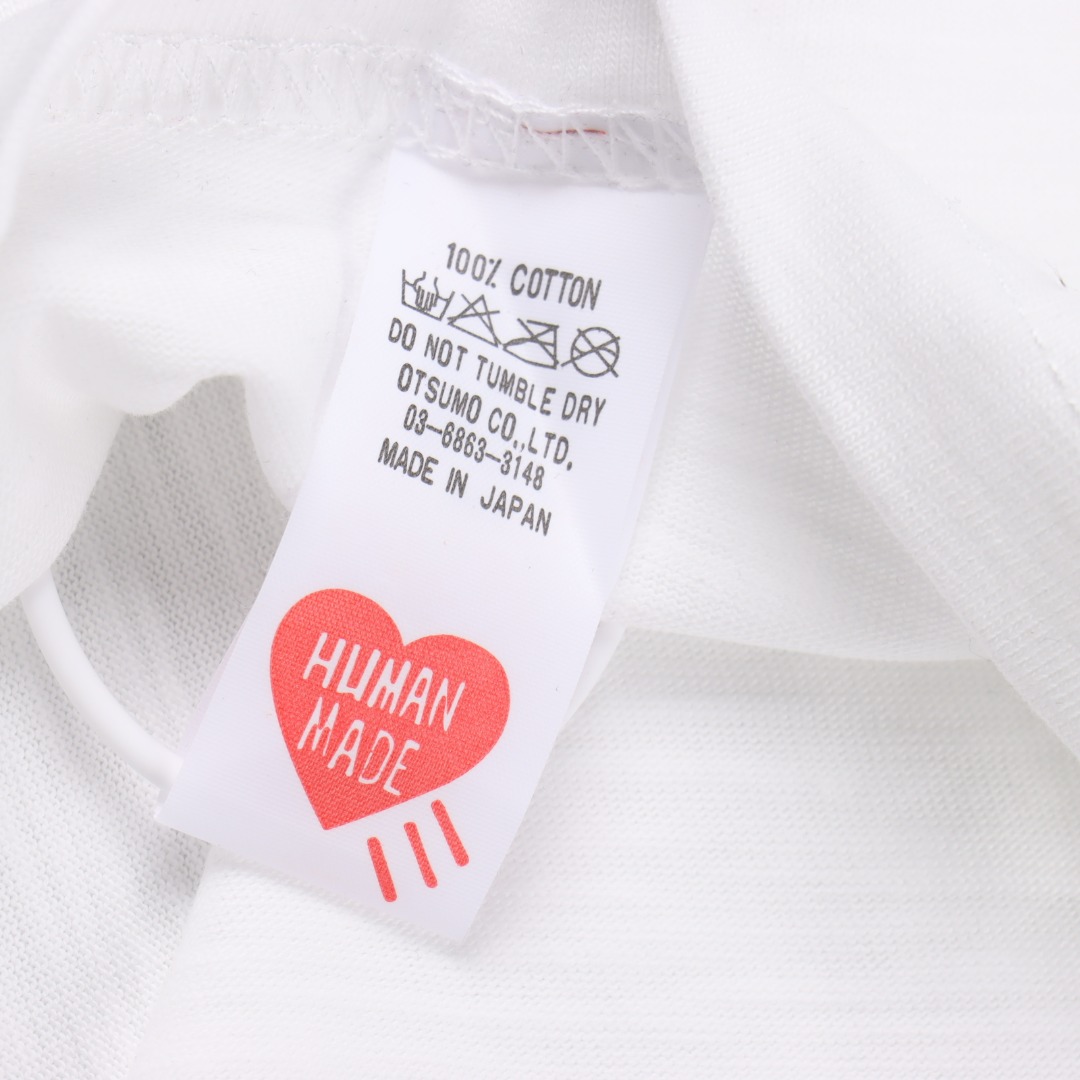 100% COTTON
DO NOT TUMBLE DRY
OTSUMO CO.,LTD.
03-6863-3148
MADE IN JAPAN
HUMAN
MADE